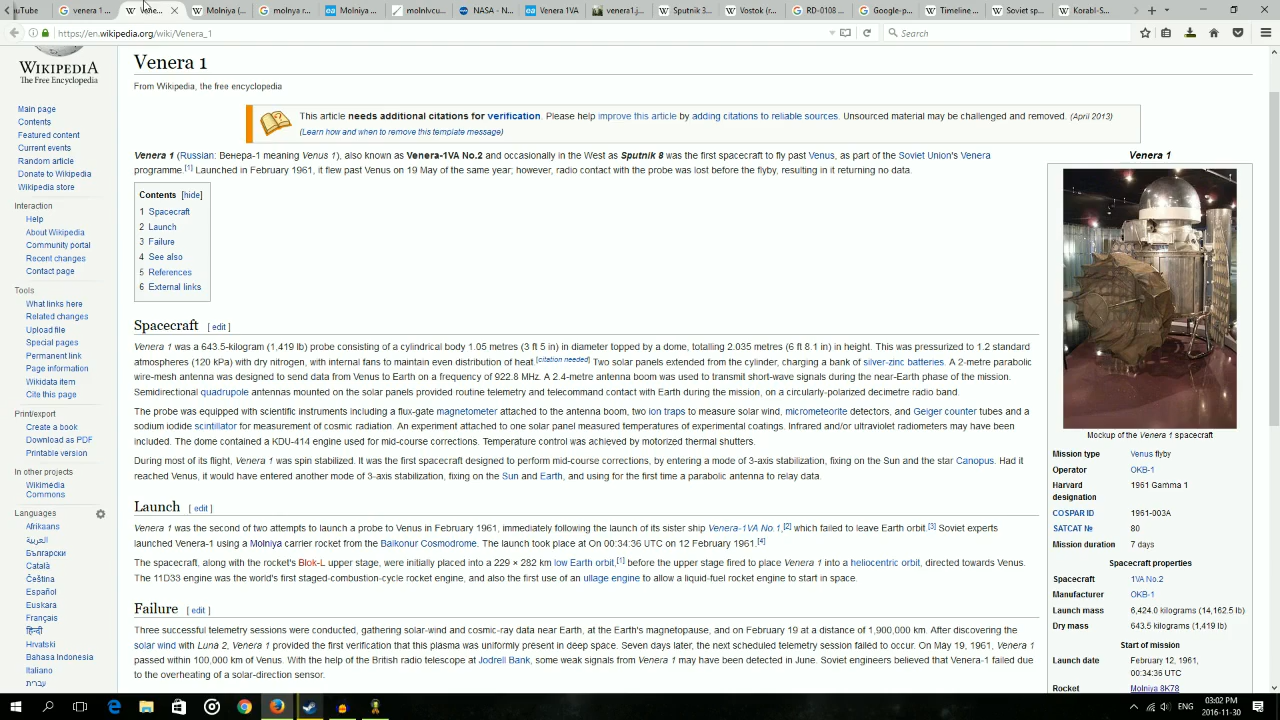 uTube
venera 1
Vene...
Molniya (...
molnya r...
Molniya ...
molnlvcu...
NASA - N...
Venera 1VA
venera1.j...
Sputnik 3...
Vostok (r...
RD-0108 ...
Google-p...
Timeline ...
Soviet sp...
Korabl-S...
https://en.wikipedia.org/wiki/Venera_1
Search
WIKIPEDIA
The Free Encyclopedia
Main page
Contents
Featured content
Current events
Random article
Donate to Wikipedia
Wikipedia store
Interaction
Help
About Wikipedia
Community portal
Recent changes
Contact page
Tools
What links here
Related changes
Upload file
Special pages
Permanent link
Page information
Wikidata item
Cite this page
Print/export
Create a book
Download as PDF
Printable version
In other projects
Wikimedia
Commons
Languages
Afrikaans
العربية
Български
Català
Čeština
Español
Euskara
Français
हिन्दी
Hrvatski
Bahasa Indonesia
Italiano
עברית
Venera 1
From Wikipedia, the free encyclopedia
This article needs additional citations for verification. Please help improve this article by adding citations to reliable sources. Unsourced material may be challenged and removed. (April 2013)
(Learn how and when to remove this template message)
Venera 1 (Russian: Венера-1 meaning Venus 1), also known as Venera-1VA No.2 and occasionally in the West as Sputnik 8 was the first spacecraft to fly past Venus, as part of the Soviet Union's Venera
programme.[1] Launched in February 1961, it flew past Venus on 19 May of the same year; however, radio contact with the probe was lost before the flyby, resulting in it returning no data.
Contents [hide]
1 Spacecraft
2 Launch
3 Failure
4 See also
5 References
6 External links
Spacecraft [ edit ]
Venera 1 was a 643.5-kilogram (1,419 lb) probe consisting of a cylindrical body 1.05 metres (3 ft 5 in) in diameter topped by a dome, totalling 2.035 metres (6 ft 8.1 in) in height. This was pressurized to 1.2 standard
atmospheres (120 kPa) with dry nitrogen, with internal fans to maintain even distribution of heat.[citation needed] Two solar panels extended from the cylinder, charging a bank of silver-zinc batteries. A 2-metre parabolic
wire-mesh antenna was designed to send data from Venus to Earth on a frequency of 922.8 MHz. A 2.4-metre antenna boom was used to transmit short-wave signals during the near-Earth phase of the mission.
Semidirectional quadrupole antennas mounted on the solar panels provided routine telemetry and telecommand contact with Earth during the mission, on a circularly-polarized decimetre radio band.
The probe was equipped with scientific instruments including a flux-gate magnetometer attached to the antenna boom, two ion traps to measure solar wind, micrometeorite detectors, and Geiger counter tubes and a
sodium iodide scintillator for measurement of cosmic radiation. An experiment attached to one solar panel measured temperatures of experimental coatings. Infrared and/or ultraviolet radiometers may have been
included. The dome contained a KDU-414 engine used for mid-course corrections. Temperature control was achieved by motorized thermal shutters.
During most of its flight, Venera 1 was spin stabilized. It was the first spacecraft designed to perform mid-course corrections, by entering a mode of 3-axis stabilization, fixing on the Sun and the star Canopus. Had it
reached Venus, it would have entered another mode of 3-axis stabilization, fixing on the Sun and Earth, and using for the first time a parabolic antenna to relay data.
Launch [ edit ]
Venera 1 was the second of two attempts to launch a probe to Venus in February 1961, immediately following the launch of its sister ship Venera-1VA No.1,[2] which failed to leave Earth orbit.[3] Soviet experts
launched Venera-1 using a Molniya carrier rocket from the Baikonur Cosmodrome. The launch took place at On 00:34:36 UTC on 12 February 1961.[4]
The spacecraft, along with the rocket's Blok-L upper stage, were initially placed into a 229 × 282 km low Earth orbit,[1] before the upper stage fired to place Venera 1 into a heliocentric orbit, directed towards Venus.
The 11D33 engine was the world's first staged-combustion-cycle rocket engine, and also the first use of an ullage engine to allow a liquid-fuel rocket engine to start in space.
Failure [ edit ]
Three successful telemetry sessions were conducted, gathering solar-wind and cosmic-ray data near Earth, at the Earth's magnetopause, and on February 19 at a distance of 1,900,000 km. After discovering the
solar wind with Luna 2, Venera 1 provided the first verification that this plasma was uniformly present in deep space. Seven days later, the next scheduled telemetry session failed to occur. On May 19, 1961, Venera 1
passed within 100,000 km of Venus. With the help of the British radio telescope at Jodrell Bank, some weak signals from Venera 1 may have been detected in June. Soviet engineers believed that Venera-1 failed due
to the overheating of a solar-direction sensor.
Venera 1
Mockup of the Venera 1 spacecraft
Mission type Venus flyby
Operator OKB-1
Harvard
designation 1961 Gamma 1
COSPAR ID 1961-003A
SATCAT № 80
Mission duration 7 days
Spacecraft properties
Spacecraft 1VA No.2
Manufacturer OKB-1
Launch mass 6,424.0 kilograms (14,162.5 lb)
Dry mass 643.5 kilograms (1,419 lb)
Start of mission
Launch date February 12, 1961,
00:34:36 UTC
Rocket Molniya 8K78
ENG
03:02 PM
2016-11-30